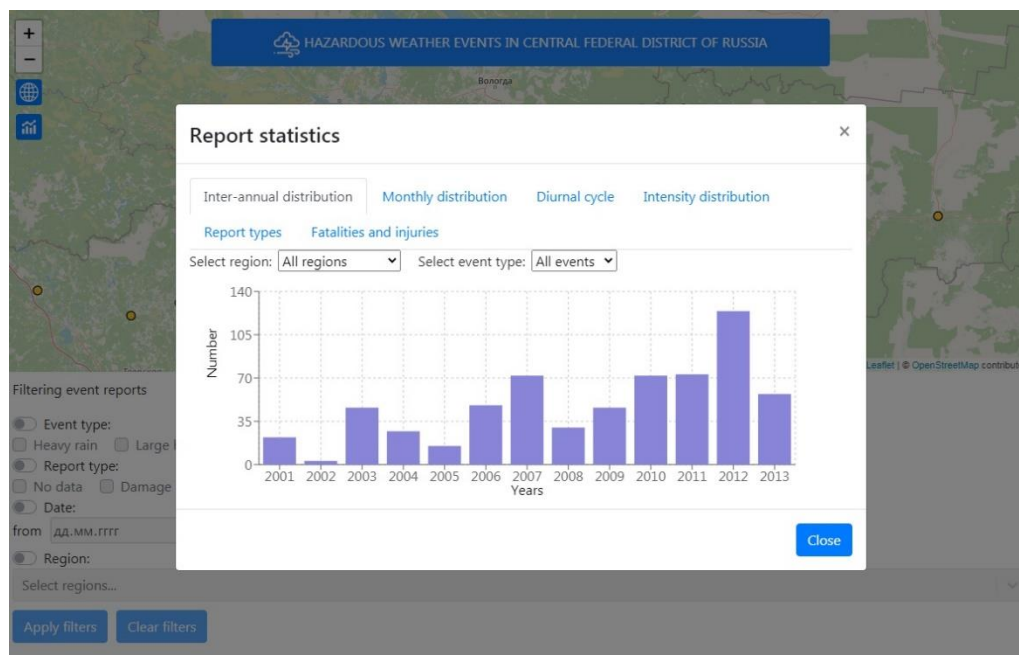 +
HAZARDOUS WEATHER EVENTS IN CENTRAL FEDERAL DISTRICT OF RUSSIA
−
Вологда
Report statistics ×
Inter-annual distribution Monthly distribution Diurnal cycle Intensity distribution
Report types Fatalities and injuries
Select region: All regions Select event type: All events
140
105
70
35
0
Number
2001 2002 2003 2004 2005 2006 2007 2008 2009 2010 2011 2012 2013
Years
Close
Leaflet | © OpenStreetMap contribut
Filtering event reports
Event type:
Heavy rain Large
Report type:
No data Damage
Date:
from дд.мм.гггг
Region:
Select regions...
Apply filters Clear filters